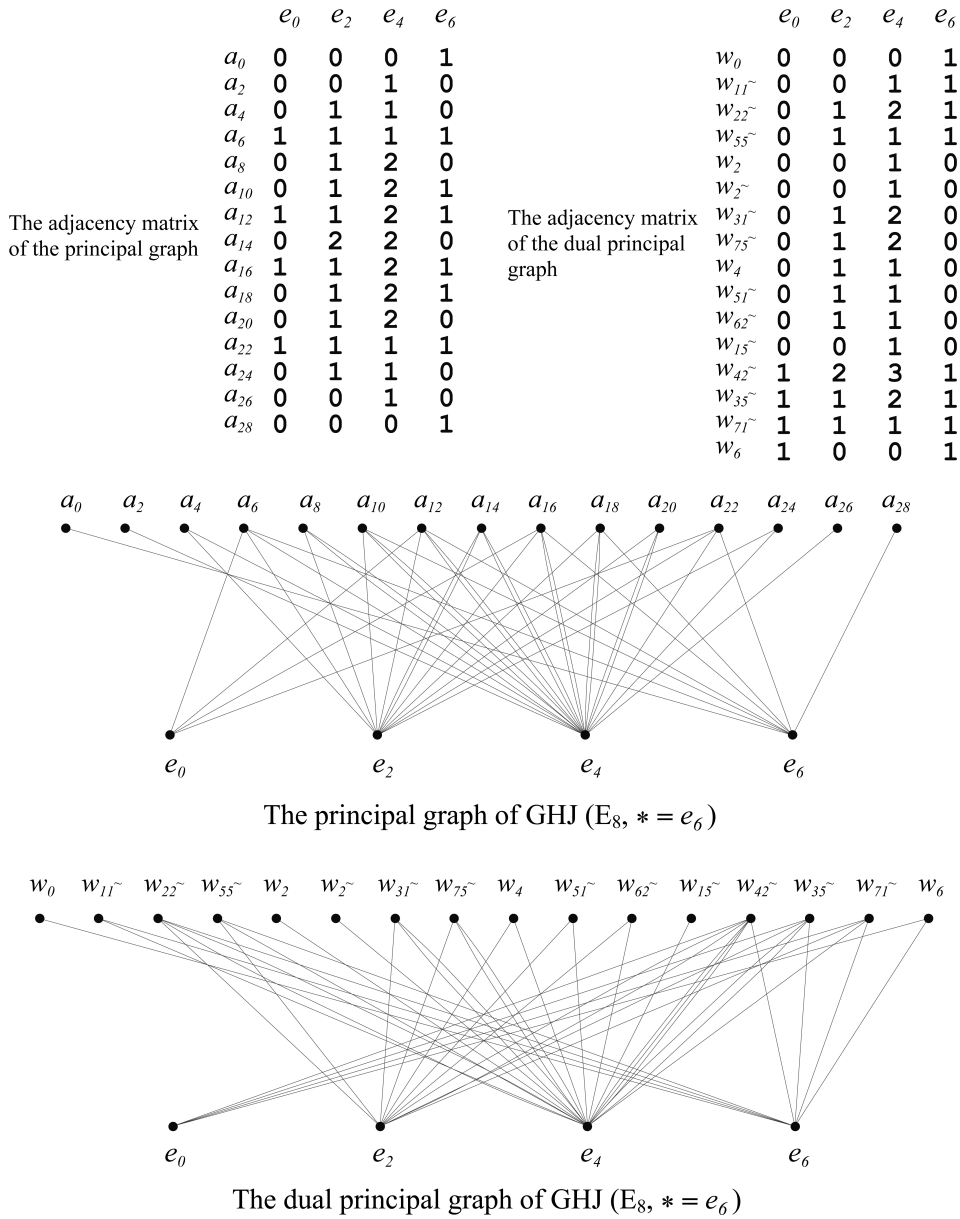 e0 e2 e4 e6
a0 0 0 0 1
a2 0 0 1 0
a4 0 1 1 0
a6 1 1 1 1
a8 0 1 2 0
a10 0 1 2 1
a12 1 1 2 1
a14 0 2 2 0
a16 1 1 2 1
a18 0 1 2 1
a20 0 1 2 0
a22 1 1 1 1
a24 0 1 1 0
a26 0 0 1 0
a28 0 0 0 1
The adjacency matrix
of the principal graph
e0 e2 e4 e6
w0 0 0 0 1
w11~ 0 0 1 1
w22~ 0 1 2 1
w55~ 0 1 1 1
w2 0 0 1 0
w2~ 0 0 1 0
w31~ 0 1 2 0
w75~ 0 1 2 0
w4 0 1 1 0
w51~ 0 1 1 0
w62~ 0 1 1 0
w15~ 0 0 1 0
w42~ 1 2 3 1
w35~ 1 1 2 1
w71~ 1 1 1 1
w6 1 0 0 1
The adjacency matrix
of the dual principal
graph
a0 a2 a4 a6 a8 a10 a12 a14 a16 a18 a20 a22 a24 a26 a28
e0 e2 e4 e6
The principal graph of GHJ (E8, * = e6)
w0 w11~ w22~ w55~ w2 w2~ w31~ w75~ w4 w51~ w62~ w15~ w42~ w35~ w71~ w6
e0 e2 e4 e6
The dual principal graph of GHJ (E8, * = e6)